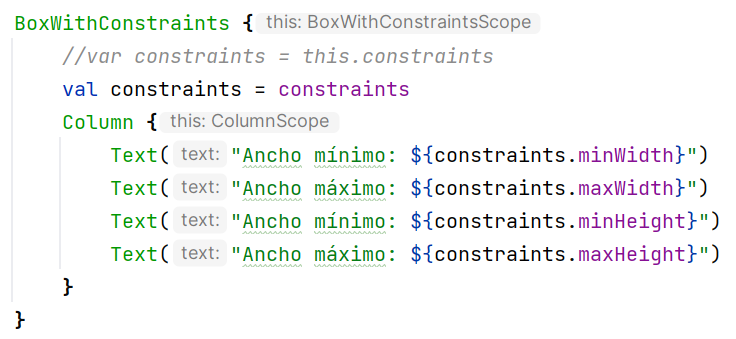 BoxWithConstraints { this: BoxWithConstraintsScope
//var constraints = this.constraints
val constraints = constraints
Column { this: ColumnScope
Text( text: "Ancho mínimo: ${constraints.minWidth}")
Text( text: "Ancho máximo: ${constraints.maxWidth}")
Text( text: "Ancho mínimo: ${constraints.minHeight}")
Text( text: "Ancho máximo: ${constraints.maxHeight}")
}
}